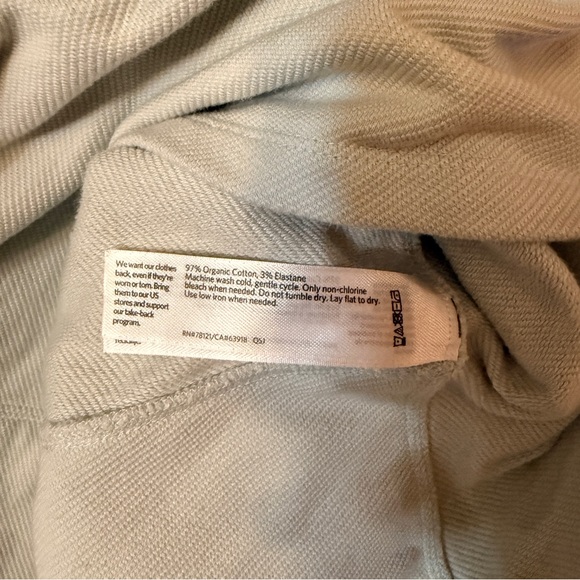 We want our clothes
back, even if they're
worn or torn. Bring
them to our US
stores and support
our take-back
program.
97% Organic Cotton, 3% Elastane
Machine wash cold, gentle cycle. Only non-chlorine
bleach when needed. Do not tumble dry. Lay flat to dry.
Use low iron when needed.
RN#78121/CA#63918 QSJ